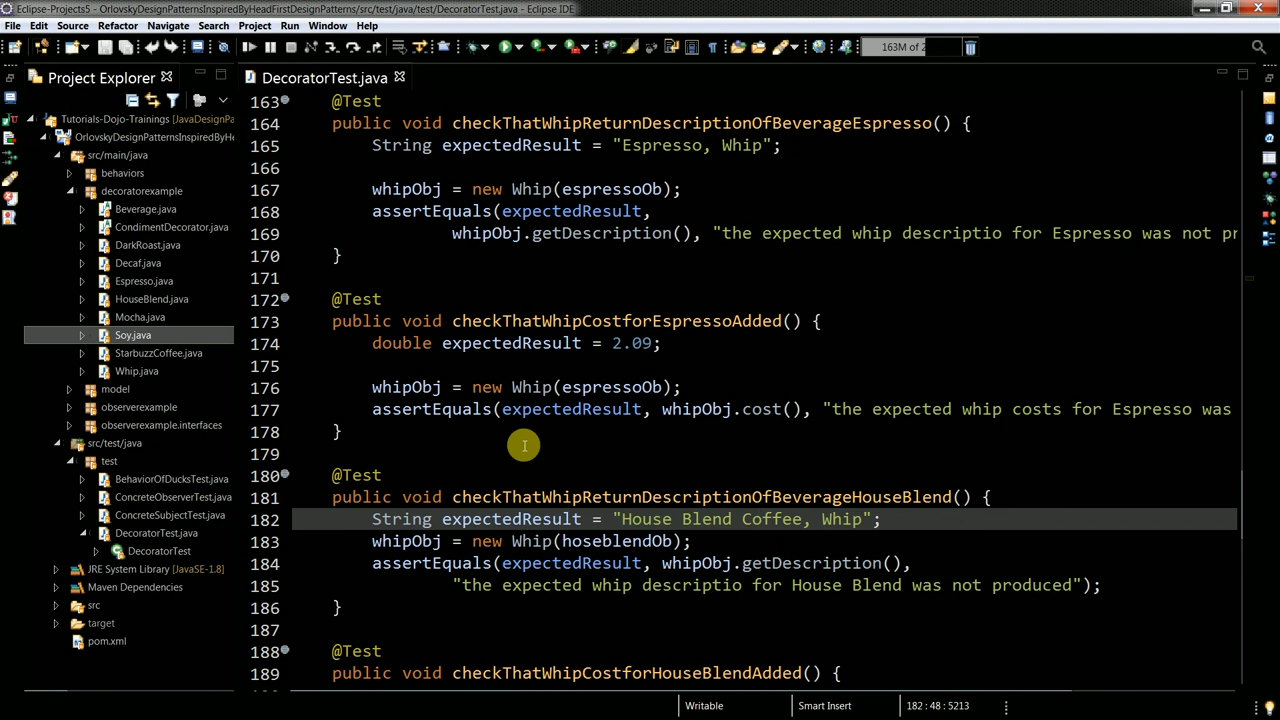 Eclipse-Projects5 - OrlovskyDesignPatternsInspiredByHeadFirstDesignPatterns/src/test/java/test/DecoratorTest.java - Eclipse IDE
File Edit Source Refactor Navigate Search Project Run Window Help
163M of 2
Project Explorer
DecoratorTest.java
Tutorials-Dojo-Trainings [JavaDesignPa
OrlovskyDesignPatternsInspiredByHe
src/main/java
behaviors
decoratorexample
Beverage.java
CondimentDecorator.java
DarkRoast.java
Decaf.java
Espresso.java
HouseBlend.java
Mocha.java
Soy.java
StarbuzzCoffee.java
Whip.java
model
observerexample
observerexample.interfaces
src/test/java
test
BehaviorOfDucksTest.java
ConcreteObserverTest.java
ConcreteSubjectTest.java
DecoratorTest.java
DecoratorTest
JRE System Library [JavaSE-1.8]
Maven Dependencies
src
target
pom.xml
163 @Test
164 public void checkThatWhipReturnDescriptionOfBeverageEspresso() {
165 String expectedResult = "Espresso, Whip";
166
167 whipObj = new Whip(espressoOb);
168 assertEquals(expectedResult,
169 whipObj.getDescription(), "the expected whip descriptio for Espresso was not pr
170 }
171
172 @Test
173 public void checkThatWhipCostforEspressoAdded() {
174 double expectedResult = 2.09;
175
176 whipObj = new Whip(espressoOb);
177 assertEquals(expectedResult, whipObj.cost(), "the expected whip costs for Espresso was
178 }
179
180 @Test
181 public void checkThatWhipReturnDescriptionOfBeverageHouseBlend() {
182 String expectedResult = "House Blend Coffee, Whip";
183 whipObj = new Whip(hoseblendOb);
184 assertEquals(expectedResult, whipObj.getDescription(),
185 "the expected whip descriptio for House Blend was not produced");
186 }
187
188 @Test
189 public void checkThatWhipCostforHouseBlendAdded() {
Writable Smart Insert 182 : 48 : 5213